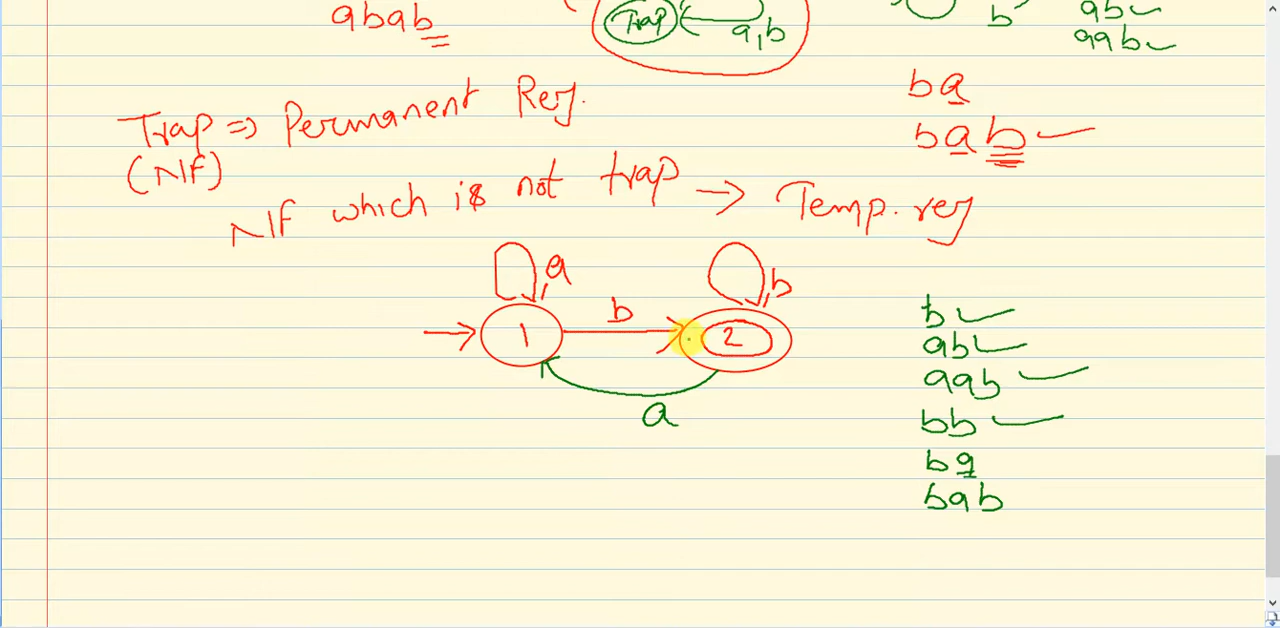 abab
Trap
a,b
b
ab
aab
ba
bab
Trap => Permanent Rej.
(NF)
NF which is not trap → Temp. rej
a
b
b
1
2
a
b
ab
aab
bb
ba
bab